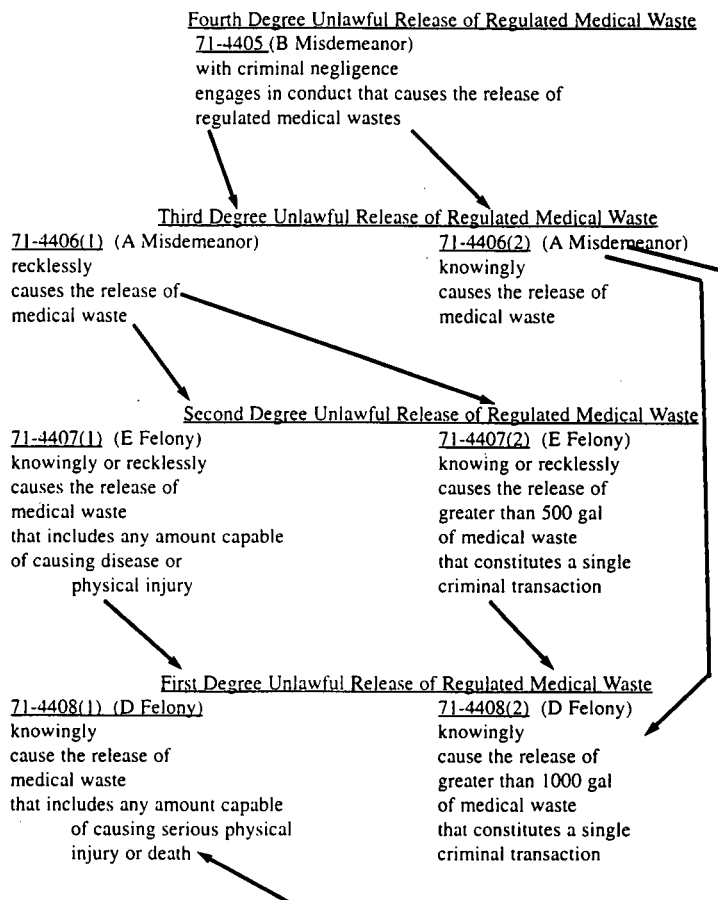 Fourth Degree Unlawful Release of Regulated Medical Waste
71-4405 (B Misdemeanor)
with criminal negligence
engages in conduct that causes the release of
regulated medical wastes
Third Degree Unlawful Release of Regulated Medical Waste
71-4406(1) (A Misdemeanor)
recklessly
causes the release of
medical waste
71-4406(2) (A Misdemeanor)
knowingly
causes the release of
medical waste
Second Degree Unlawful Release of Regulated Medical Waste
71-4407(1) (E Felony)
knowingly or recklessly
causes the release of
medical waste
that includes any amount capable
of causing disease or
physical injury
71-4407(2) (E Felony)
knowing or recklessly
causes the release of
greater than 500 gal
of medical waste
that constitutes a single
criminal transaction
First Degree Unlawful Release of Regulated Medical Waste
71-4408(1) (D Felony)
knowingly
cause the release of
medical waste
that includes any amount capable
of causing serious physical
injury or death
71-4408(2) (D Felony)
knowingly
cause the release of
greater than 1000 gal
of medical waste
that constitutes a single
criminal transaction